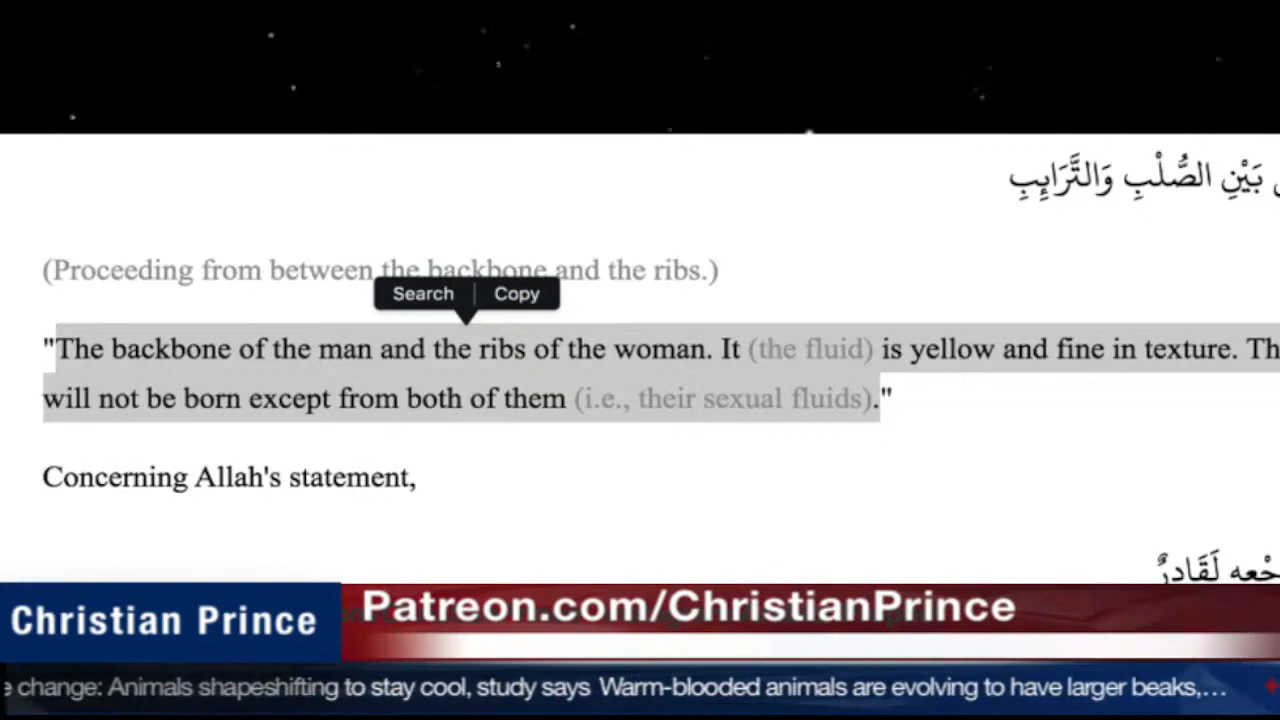 بَيْنِ الصُّلْبِ وَالتَّرَائِبِ
(Proceeding from between the backbone and the ribs.)
Search Copy
"The backbone of the man and the ribs of the woman. It (the fluid) is yellow and fine in texture.
will not be born except from both of them (i.e., their sexual fluids)."
Concerning Allah's statement,
لَقَادِرٌ
Christian Prince
Patreon.com/ChristianPrince
change: Animals shapeshifting to stay cool, study says Warm-blooded animals are evolving to have larger beaks,...